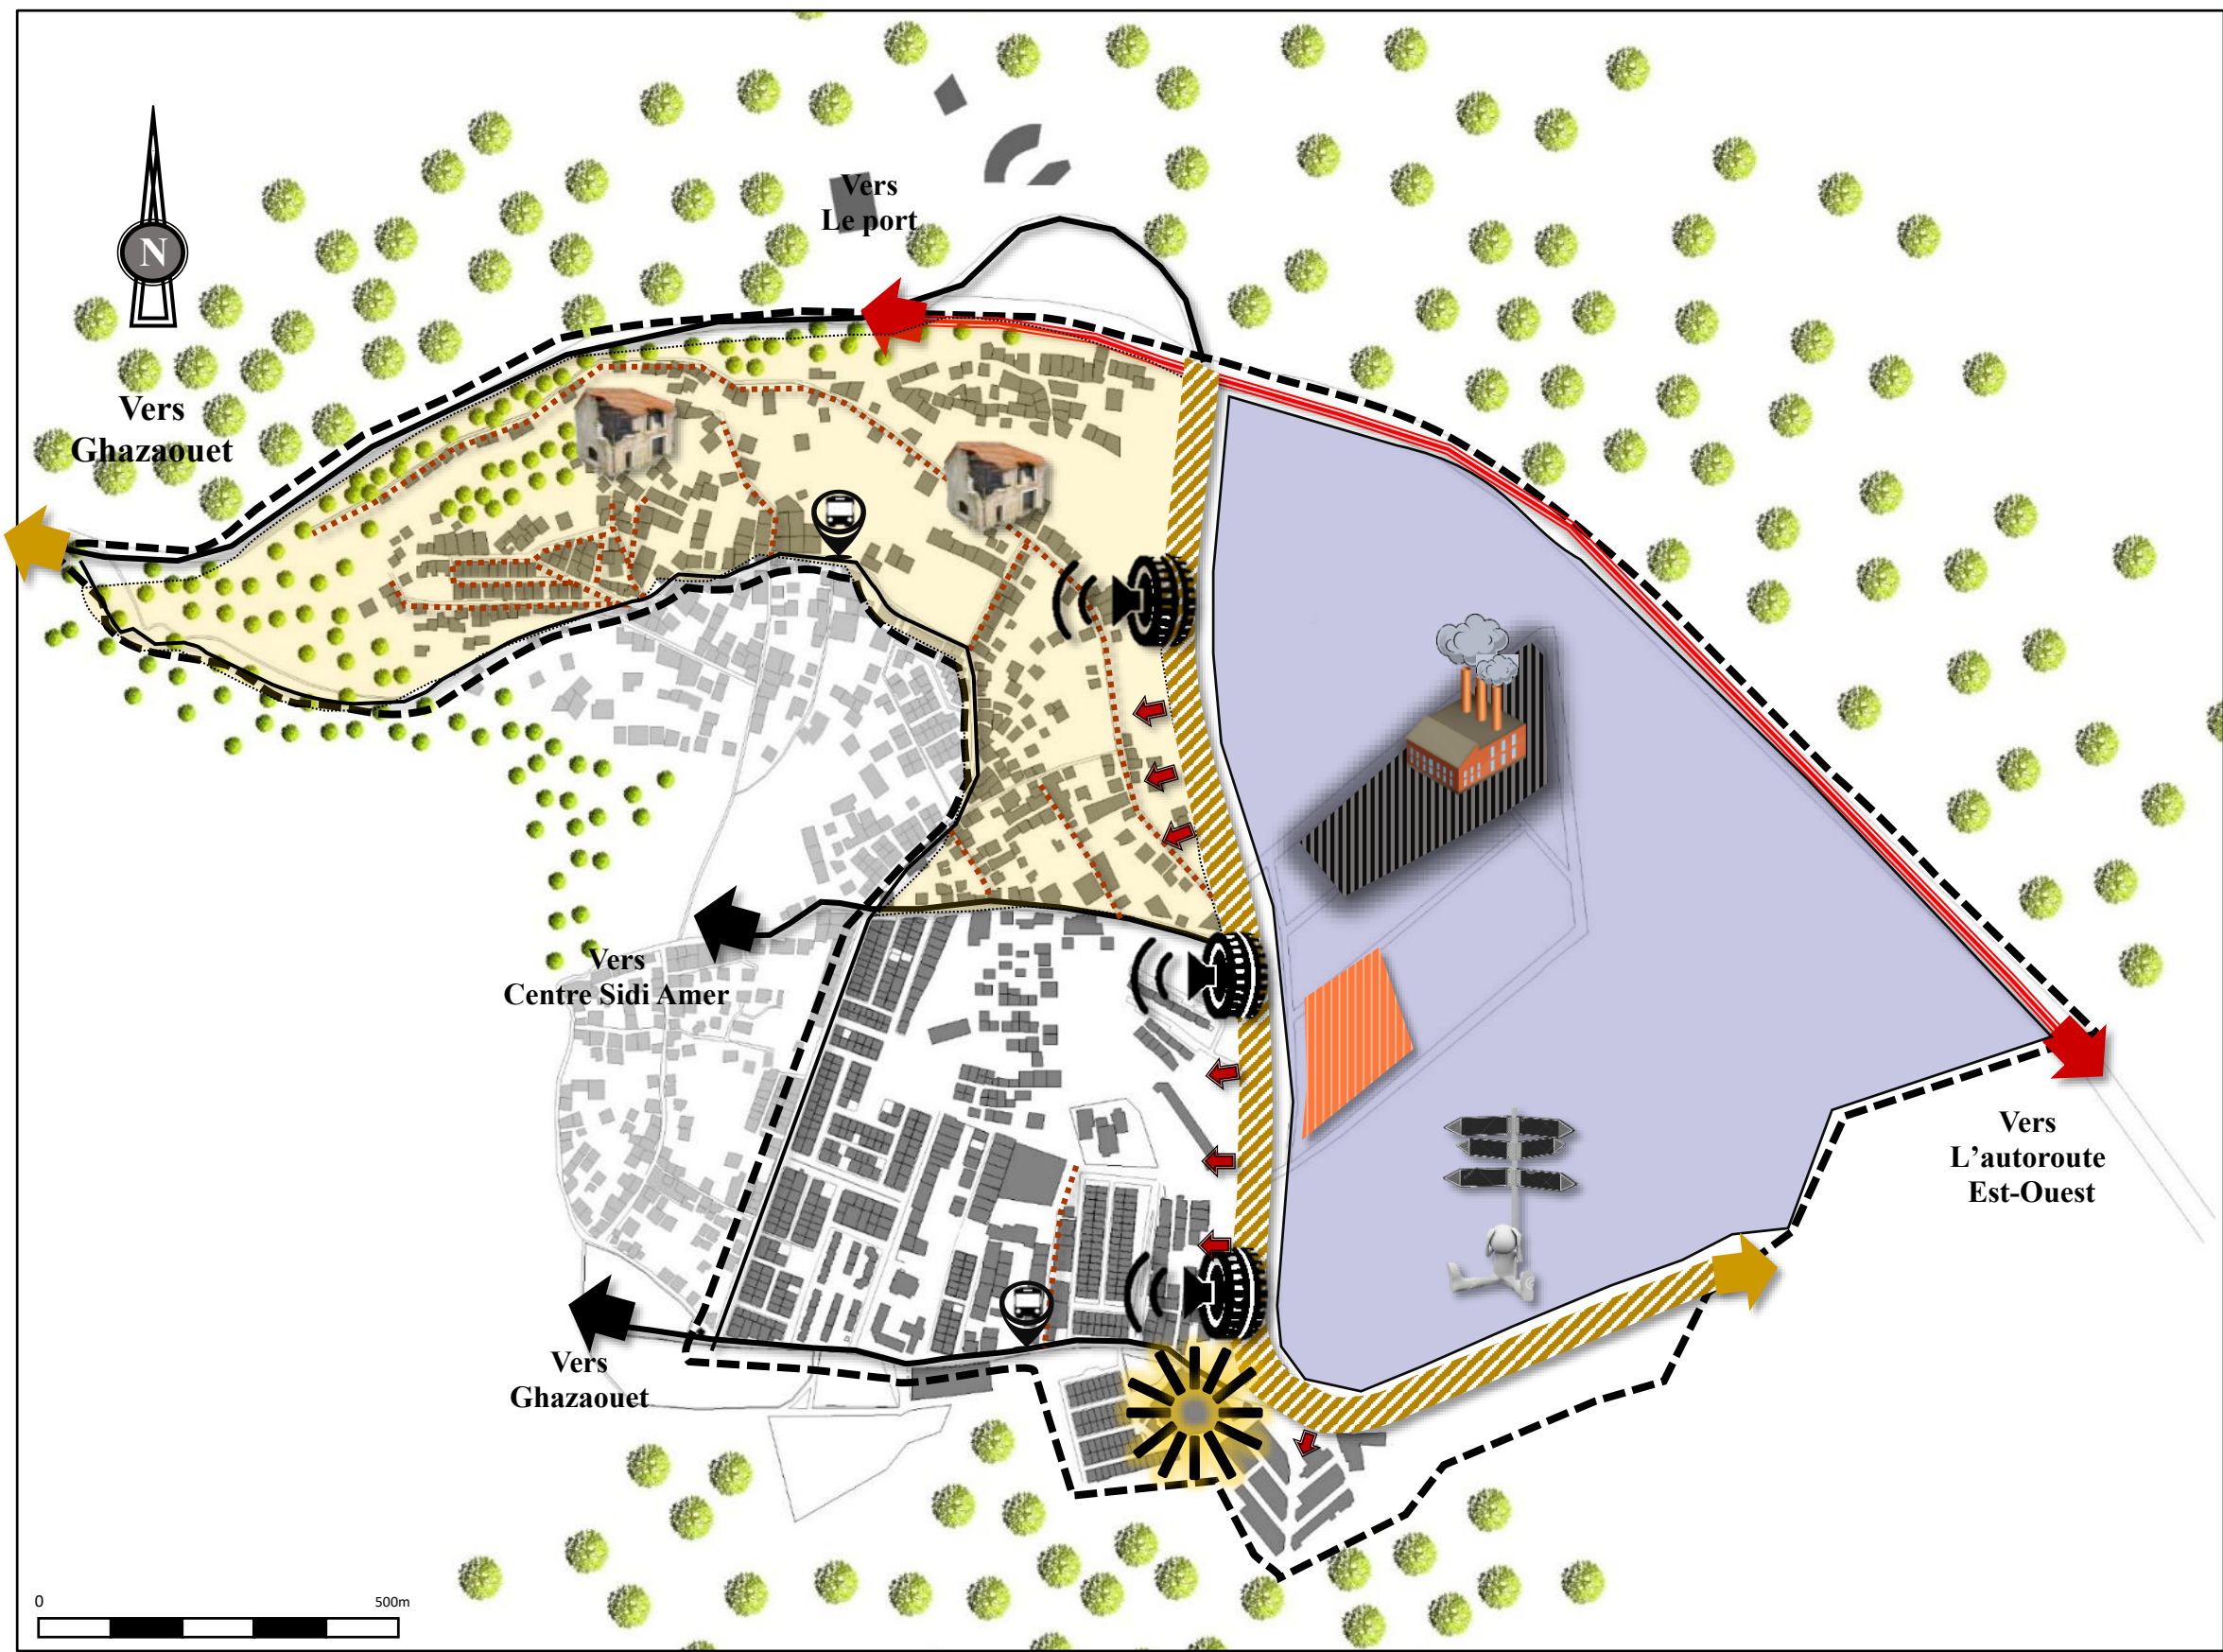 Vers
Le port
N
Vers
Ghazaouet
Vers
Centre Sidi Amer
Vers
L’autoroute
Est-Ouest
Vers
Ghazaouet
0
500m